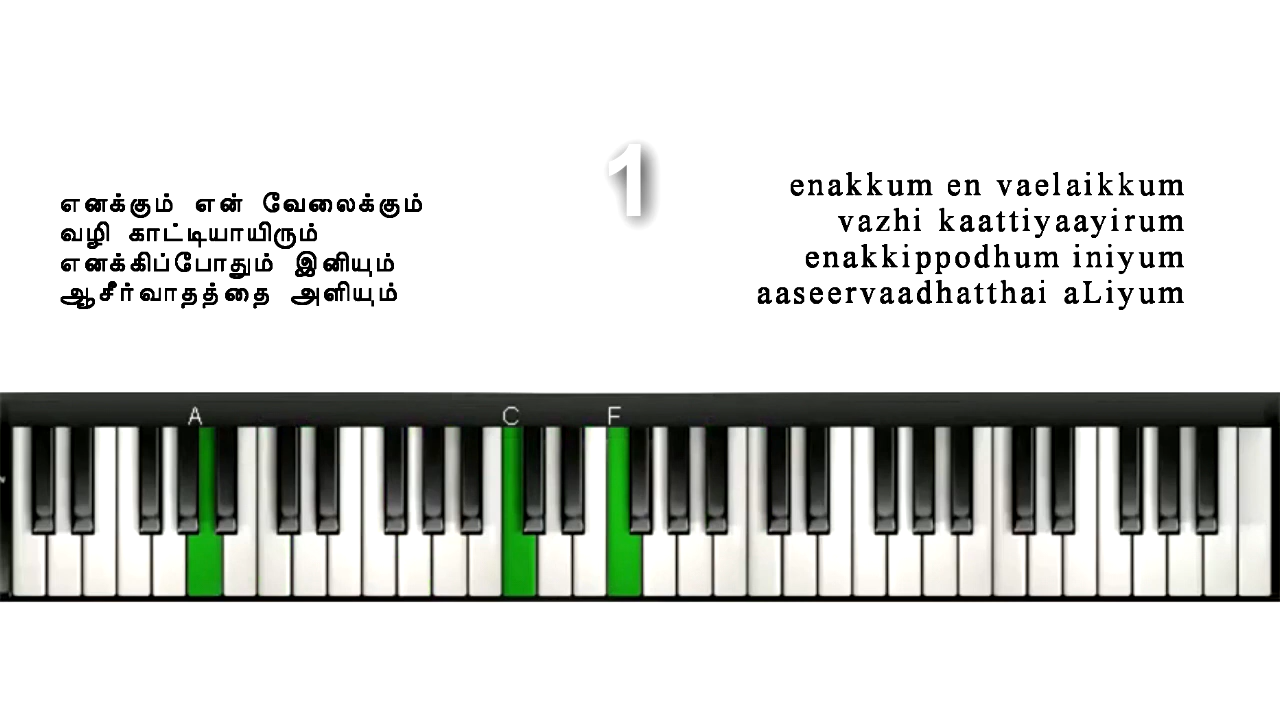 1
எனக்கும் என் வேலைக்கும்
வழி காட்டியாயிரும்
எனக்கிப்போதும் இனியும்
ஆசீர்வாதத்தை அளியும்
enakkum en vaelaikkum
vazhi kaattiyaayirum
enakkippodhum iniyum
aaseervaadhatthai aLiyum
A C F